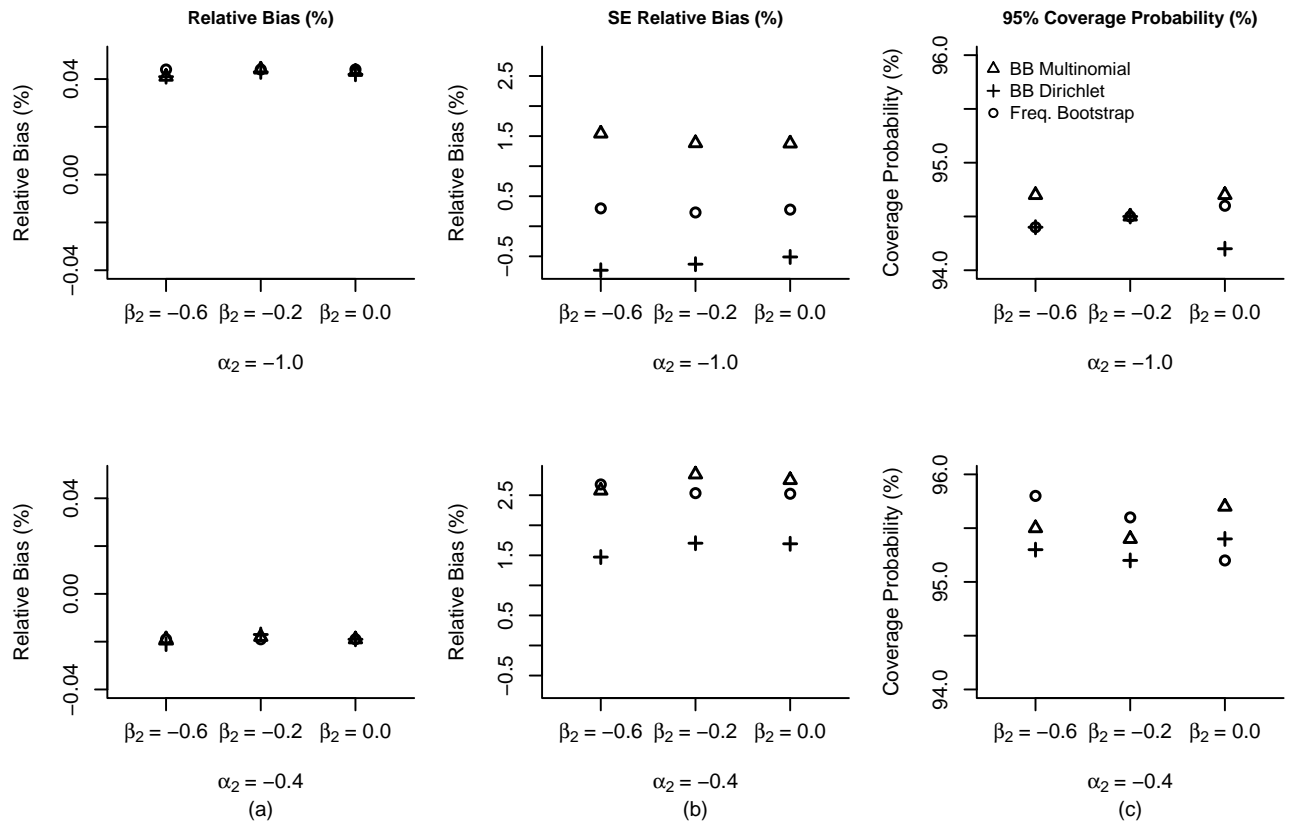 Relative Bias (%)
Relative Bias (%)
0.04
0.00
−0.04
β2 = −0.6
β2 = −0.2
β2 = 0.0
α2 = −1.0
SE Relative Bias (%)
Relative Bias (%)
2.5
1.5
0.5
−0.5
β2 = −0.6
β2 = −0.2
β2 = 0.0
α2 = −1.0
95% Coverage Probability (%)
Coverage Probability (%)
96.0
95.0
94.0
BB Multinomial
BB Dirichlet
Freq. Bootstrap
β2 = −0.6
β2 = −0.2
β2 = 0.0
α2 = −1.0
Relative Bias (%)
0.04
0.00
−0.04
β2 = −0.6
β2 = −0.2
β2 = 0.0
α2 = −0.4
(a)
Relative Bias (%)
2.5
1.5
0.5
−0.5
β2 = −0.6
β2 = −0.2
β2 = 0.0
α2 = −0.4
(b)
Coverage Probability (%)
96.0
95.0
94.0
β2 = −0.6
β2 = −0.2
β2 = 0.0
α2 = −0.4
(c)